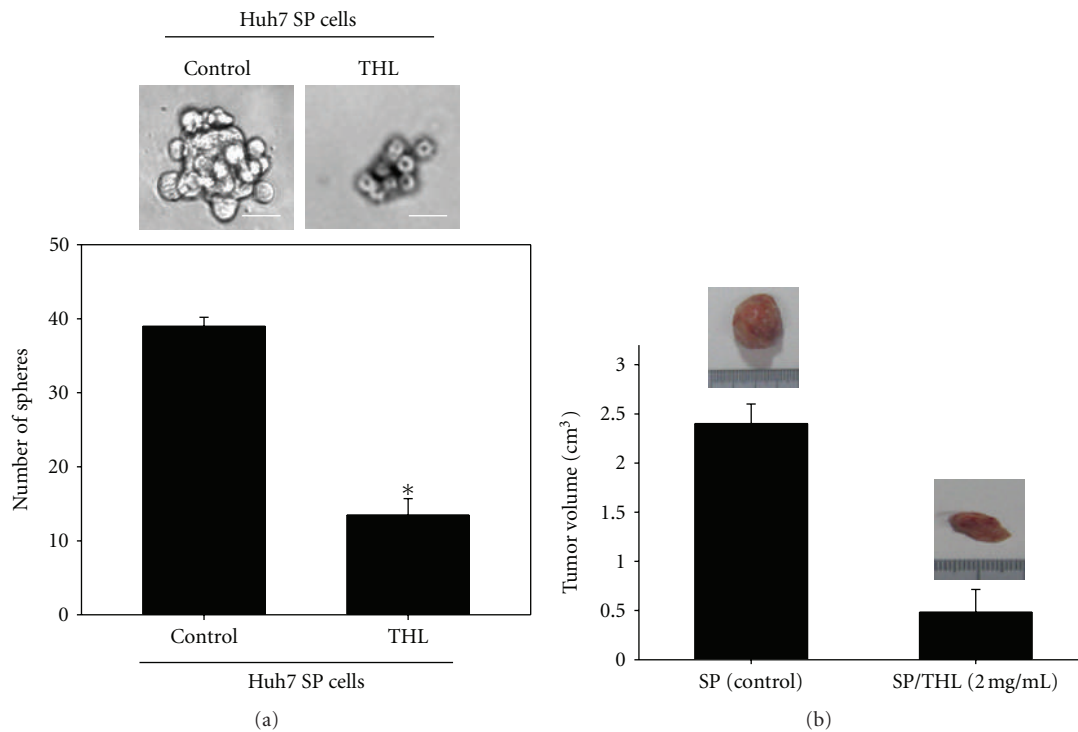 Huh7 SP cells
Control THL
50
40
30
20
10
0
Number of spheres
*
Control THL
Huh7 SP cells
(a)
3
2.5
2
1.5
1
0.5
0
Tumor volume (cm³)
SP (control) SP/THL (2 mg/mL)
(b)